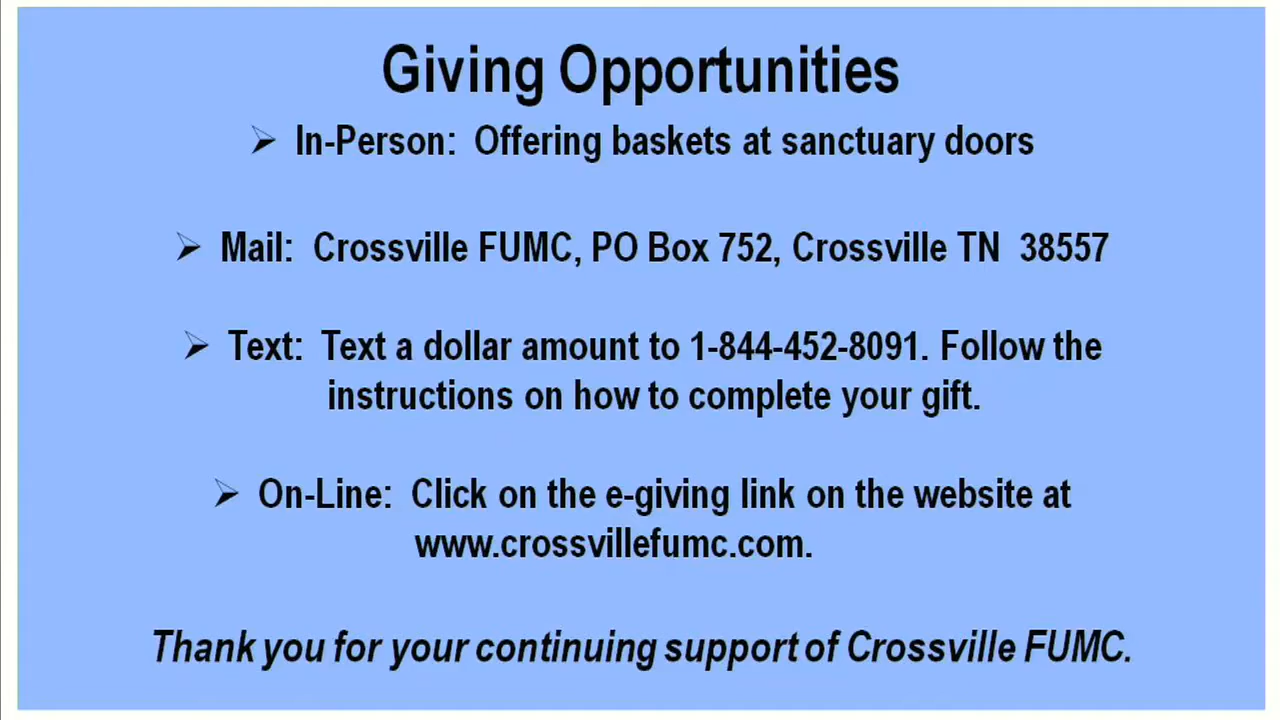 Giving Opportunities
➢ In-Person:  Offering baskets at sanctuary doors
➢ Mail:  Crossville FUMC, PO Box 752, Crossville TN  38557
➢ Text:  Text a dollar amount to 1-844-452-8091. Follow the
instructions on how to complete your gift.
➢ On-Line:  Click on the e-giving link on the website at
www.crossvillefumc.com.
Thank you for your continuing support of Crossville FUMC.